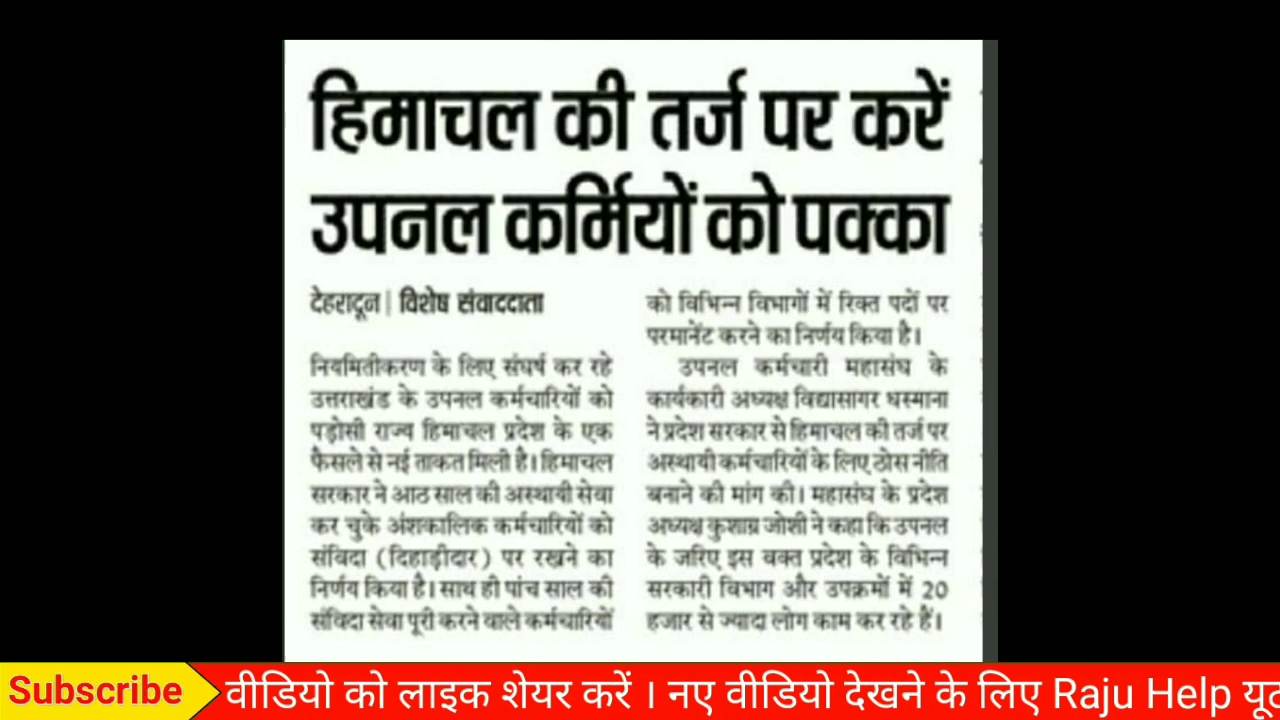 हिमाचल की तर्ज पर करें
उपनल कर्मियों को पक्का
देहरादून | विशेष संवाददाता
नियमितीकरण के लिए संघर्ष कर रहे
उत्तराखंड के उपनल कर्मचारियों को
पड़ोसी राज्य हिमाचल प्रदेश के एक
फैसले से नई ताकत मिली है। हिमाचल
सरकार ने आठ साल की अस्थायी सेवा
कर चुके अंशकालिक कर्मचारियों को
संविदा (दिहाड़ीदार) पर रखने का
निर्णय किया है। साथ ही पांच साल की
संविदा सेवा पूरी करने वाले कर्मचारियों
को विभिन्न विभागों में रिक्त पदों पर
परमानेंट करने का निर्णय किया है।
उपनल कर्मचारी महासंघ के
कार्यकारी अध्यक्ष विद्यासागर धस्माना
ने प्रदेश सरकार से हिमाचल की तर्ज पर
अस्थायी कर्मचारियों के लिए ठोस नीति
बनाने की मांग की। महासंघ के प्रदेश
अध्यक्ष कुशाग्र जोशी ने कहा कि उपनल
के जरिए इस वक्त प्रदेश के विभिन्न
सरकारी विभाग और उपक्रमों में 20
हजार से ज्यादा लोग काम कर रहे हैं।
Subscribe वीडियो को लाइक शेयर करें । नए वीडियो देखने के लिए Raju Help